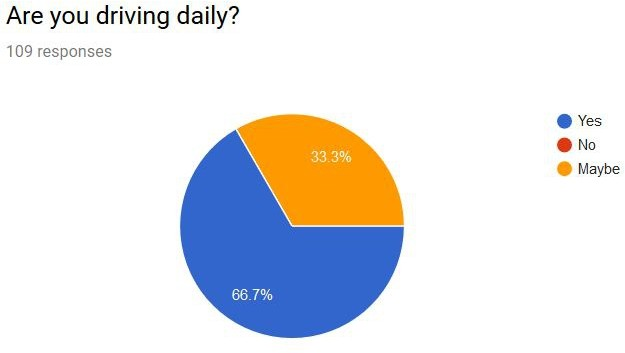 Are you driving daily?
109 responses
Yes
No
Maybe
33.3%
66.7%